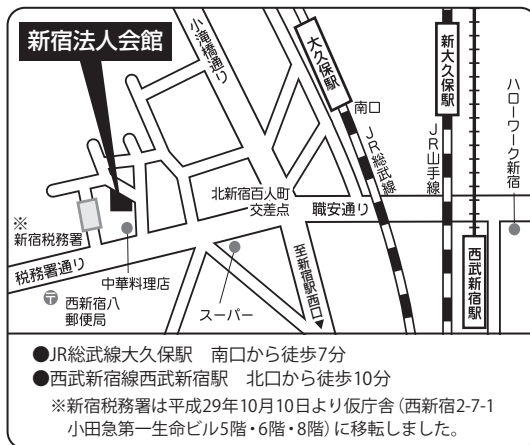 新宿法人会館
小滝橋通り
大久保駅
新大久保駅
南口
JR総武線
JR山手線
ハローワーク新宿
北新宿百人町
交差点
職安通り
※
新宿税務署
税務署通り
中華料理店
至新宿駅西口
西武新宿駅
〒
西新宿八
郵便局
スーパー
●JR総武線大久保駅　南口から徒歩7分
●西武新宿線西武新宿駅　北口から徒歩10分
※新宿税務署は平成29年10月10日より仮庁舎（西新宿2-7-1
小田急第一生命ビル5階・6階・8階）に移転しました。